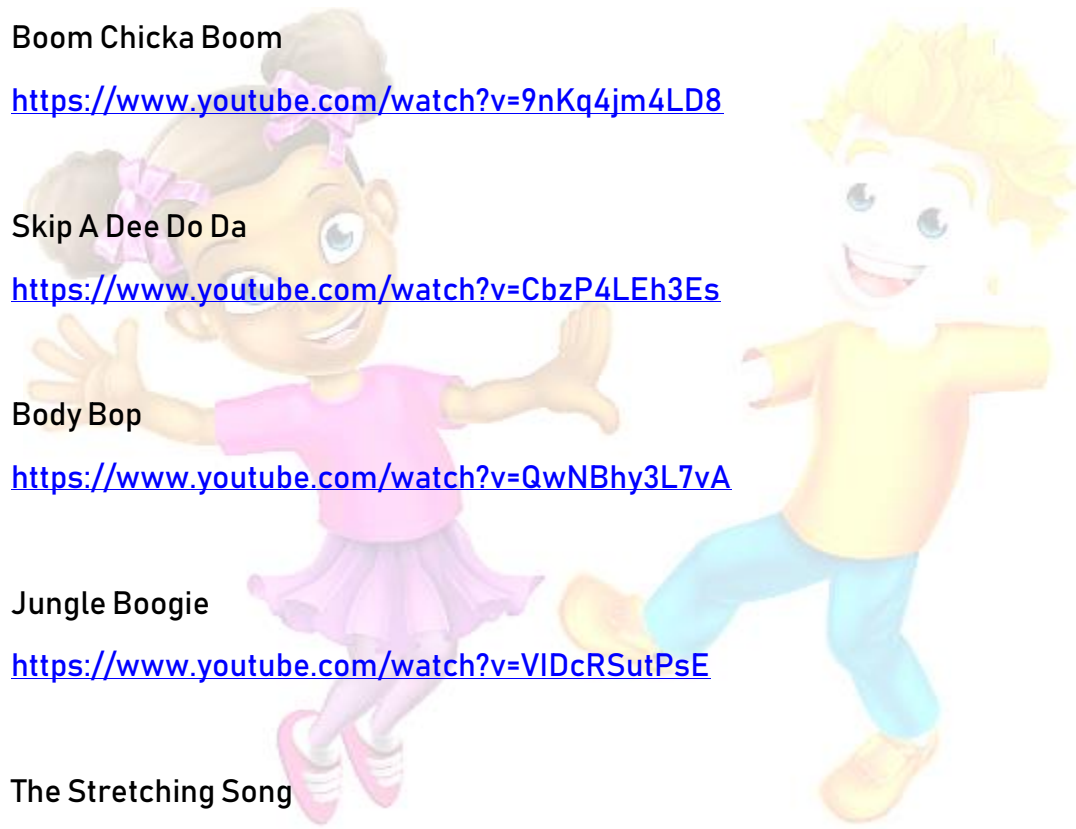 Boom Chicka Boom
https://www.youtube.com/watch?v=9nKq4jm4LD8
Skip A Dee Do Da
https://www.youtube.com/watch?v=CbzP4LEh3Es
Body Bop
https://www.youtube.com/watch?v=QwNBhy3L7vA
Jungle Boogie
https://www.youtube.com/watch?v=VIDcRSutPsE
The Stretching Song